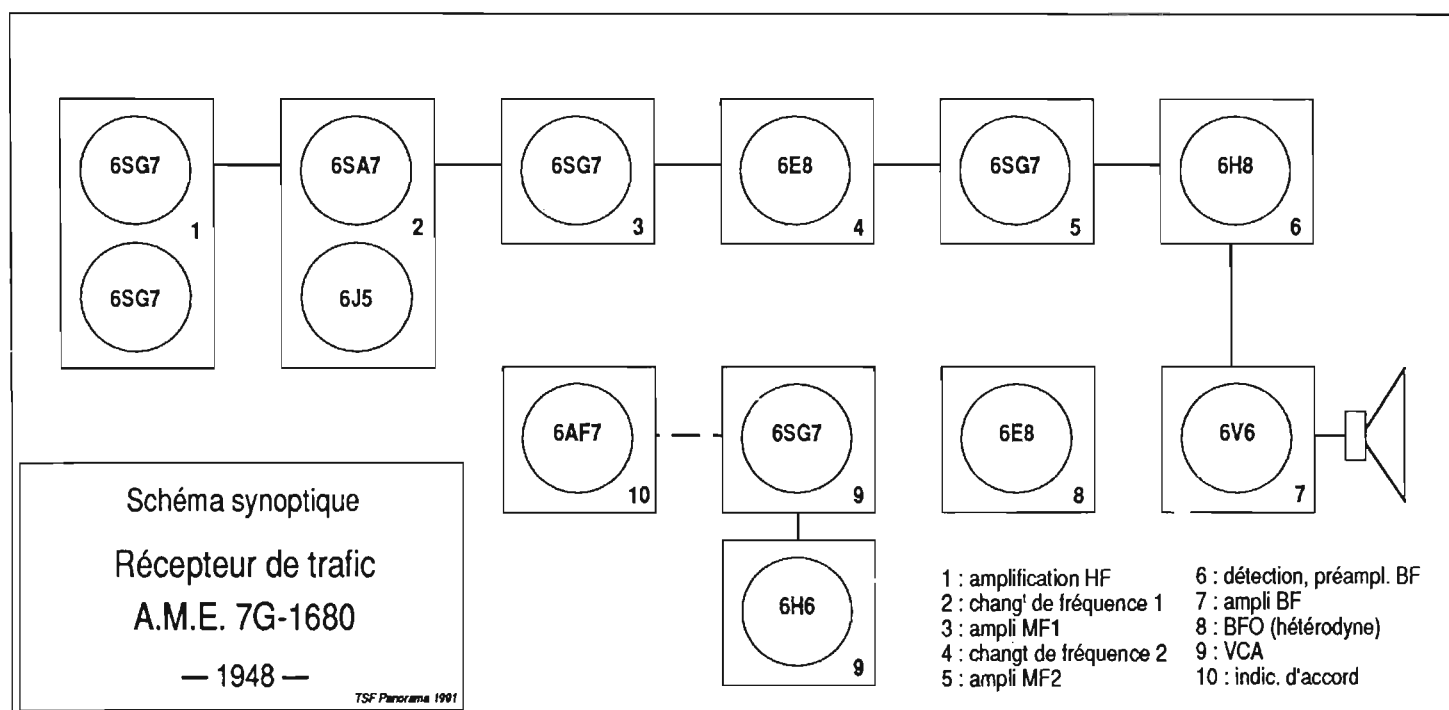 6SG7
6SG7
1
6SA7
6J5
2
6SG7
3
6E8
4
6SG7
5
6H8
6
6AF7
10
6SG7
9
6E8
8
6V6
7
6H6
9
Schéma synoptique
Récepteur de trafic
A.M.E. 7G-1680
— 1948 —
TSF Panorama 1991
1 : amplification HF
2 : changt de fréquence 1
3 : ampli MF1
4 : changt de fréquence 2
5 : ampli MF2
6 : détection, préampl. BF
7 : ampli BF
8 : BFO (hétérodyne)
9 : VCA
10 : indic. d'accord